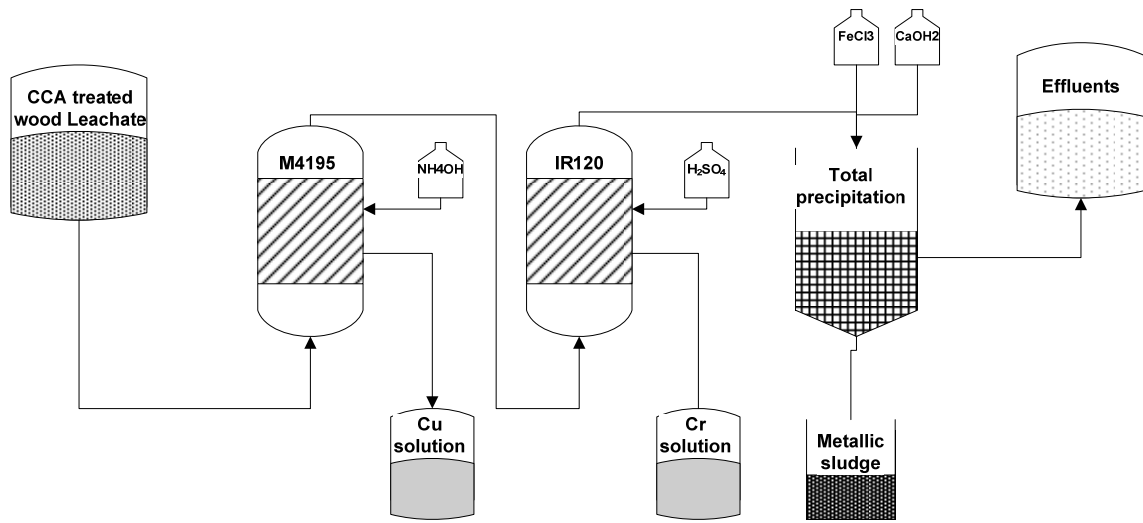 CCA treated
wood Leachate
M4195
NH4OH
Cu
solution
IR120
H₂SO₄
Cr
solution
FeCl3
CaOH2
Total
precipitation
Metallic
sludge
Effluents